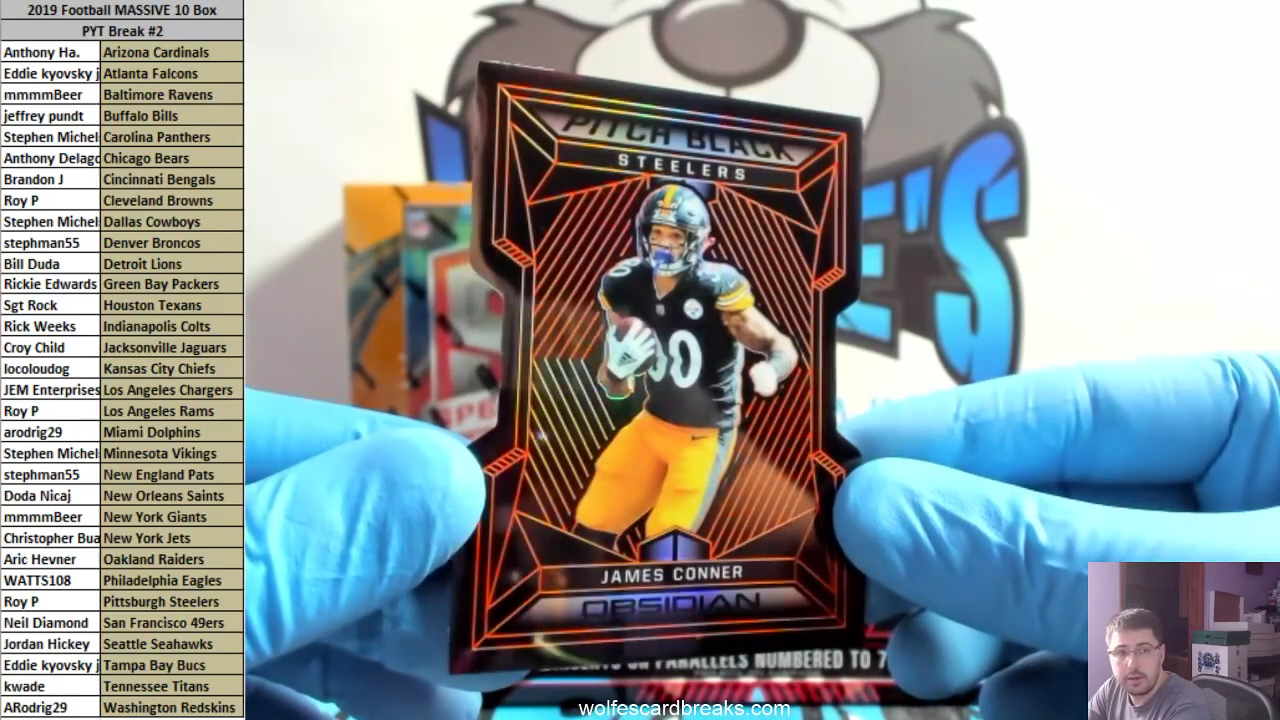 2019 Football MASSIVE 10 Box
PYT Break #2
Anthony Ha. Arizona Cardinals
Eddie kyovsky j Atlanta Falcons
mmmmBeer Baltimore Ravens
jeffrey pundt Buffalo Bills
Stephen Michel Carolina Panthers
Anthony Delago Chicago Bears
Brandon J Cincinnati Bengals
Roy P Cleveland Browns
Stephen Michel Dallas Cowboys
stephman55 Denver Broncos
Bill Duda Detroit Lions
Rickie Edwards Green Bay Packers
Sgt Rock Houston Texans
Rick Weeks Indianapolis Colts
Croy Child Jacksonville Jaguars
locoloudog Kansas City Chiefs
JEM Enterprises Los Angeles Chargers
Roy P Los Angeles Rams
arodrig29 Miami Dolphins
Stephen Michel Minnesota Vikings
stephman55 New England Pats
Doda Nicaj New Orleans Saints
mmmmBeer New York Giants
Christopher Bua New York Jets
Aric Hevner Oakland Raiders
WATTS108 Philadelphia Eagles
Roy P Pittsburgh Steelers
Neil Diamond San Francisco 49ers
Jordan Hickey Seattle Seahawks
Eddie kyovsky j Tampa Bay Bucs
kwade Tennessee Titans
ARodrig29 Washington Redskins
PITCH BLACK
STEELERS
30
JAMES CONNER
OBSIDIAN
E'S
PARALLELS NUMBERED TO 7
wolfescardbreaks.com